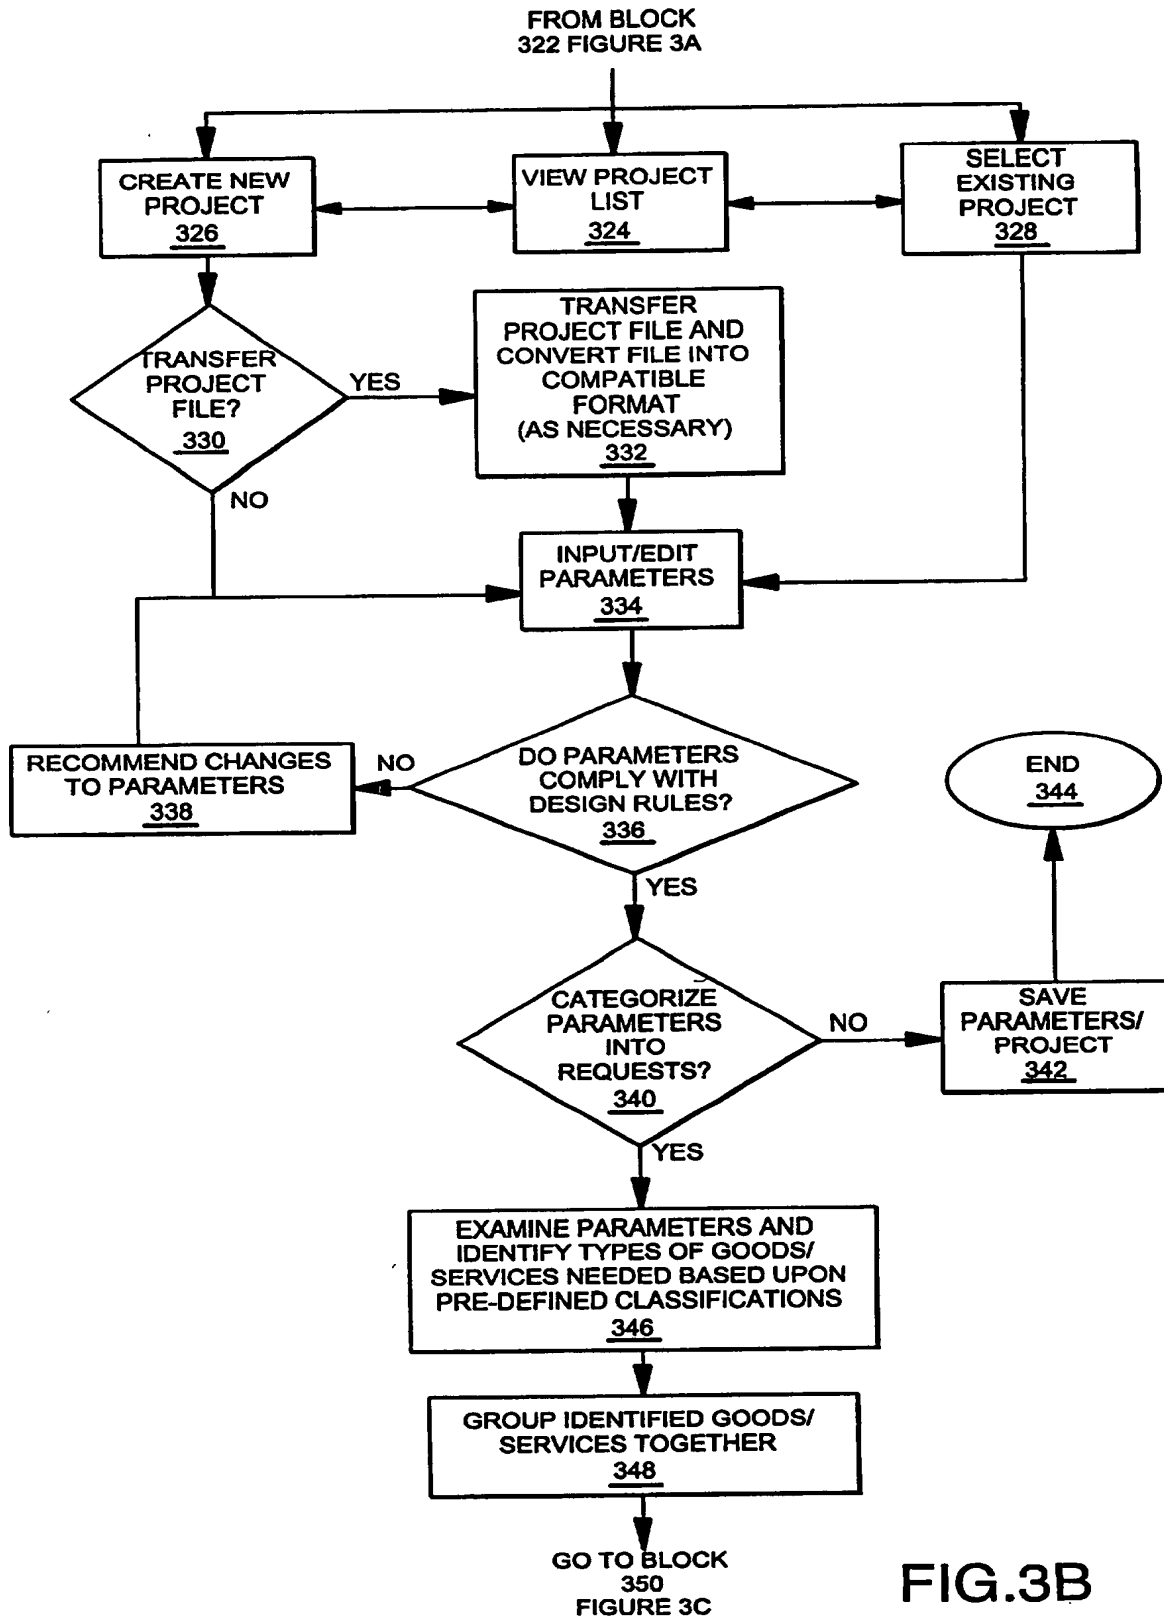 FROM BLOCK
322 FIGURE 3A
CREATE NEW
PROJECT
326
VIEW PROJECT
LIST
324
SELECT
EXISTING
PROJECT
328
TRANSFER
PROJECT
FILE?
330
YES
NO
TRANSFER
PROJECT FILE AND
CONVERT FILE INTO
COMPATIBLE
FORMAT
(AS NECESSARY)
332
INPUT/EDIT
PARAMETERS
334
RECOMMEND CHANGES
TO PARAMETERS
338
NO
DO PARAMETERS
COMPLY WITH
DESIGN RULES?
336
YES
END
344
CATEGORIZE
PARAMETERS
INTO
REQUESTS?
340
NO
SAVE
PARAMETERS/
PROJECT
342
YES
EXAMINE PARAMETERS AND
IDENTIFY TYPES OF GOODS/
SERVICES NEEDED BASED UPON
PRE-DEFINED CLASSIFICATIONS
346
GROUP IDENTIFIED GOODS/
SERVICES TOGETHER
348
GO TO BLOCK
350
FIGURE 3C
FIG.3B